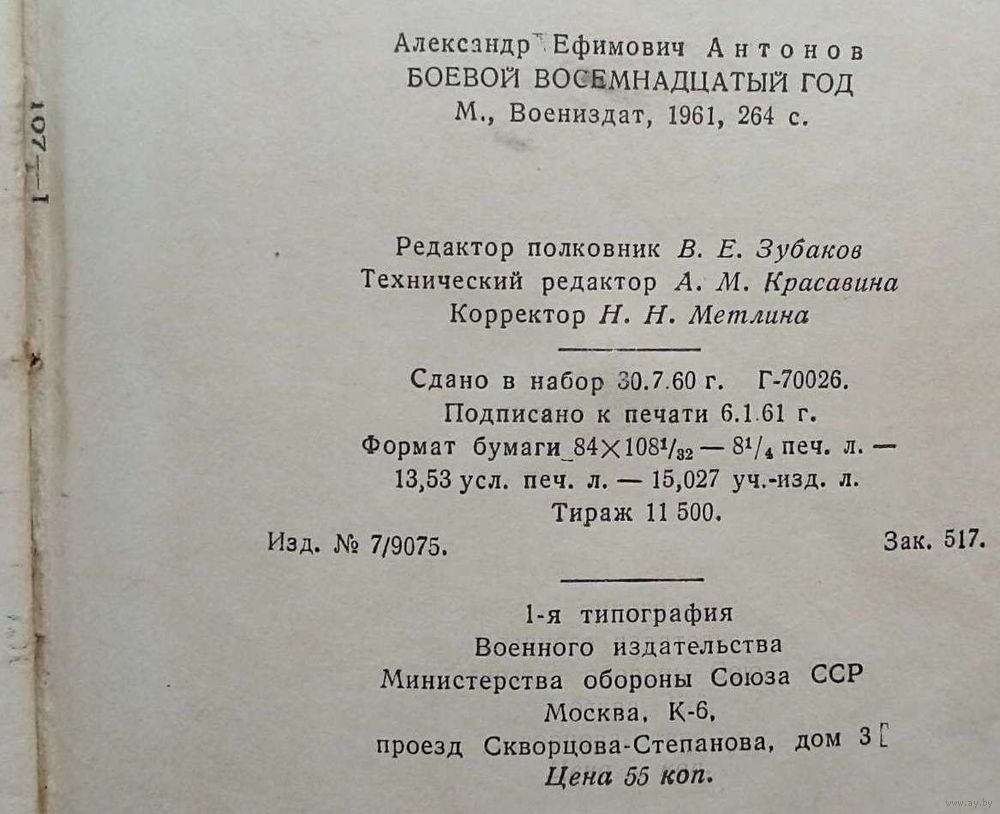 Александр Ефимович Антонов
БОЕВОЙ ВОСЕМНАДЦАТЫЙ ГОД
М., Воениздат, 1961, 264 с.
107—1
Редактор полковник В. Е. Зубаков
Технический редактор А. М. Красавина
Корректор Н. Н. Метлина
Сдано в набор 30.7.60 г. Г-70026.
Подписано к печати 6.1.61 г.
Формат бумаги 84×108¹/₃₂ — 8¹/₄ печ. л. —
13,53 усл. печ. л. — 15,027 уч.-изд. л.
Тираж 11 500.
Изд. № 7/9075. Зак. 517.
1-я типография
Военного издательства
Министерства обороны Союза ССР
Москва, К-6,
проезд Скворцова-Степанова, дом 3
Цена 55 коп.
www.ay.by